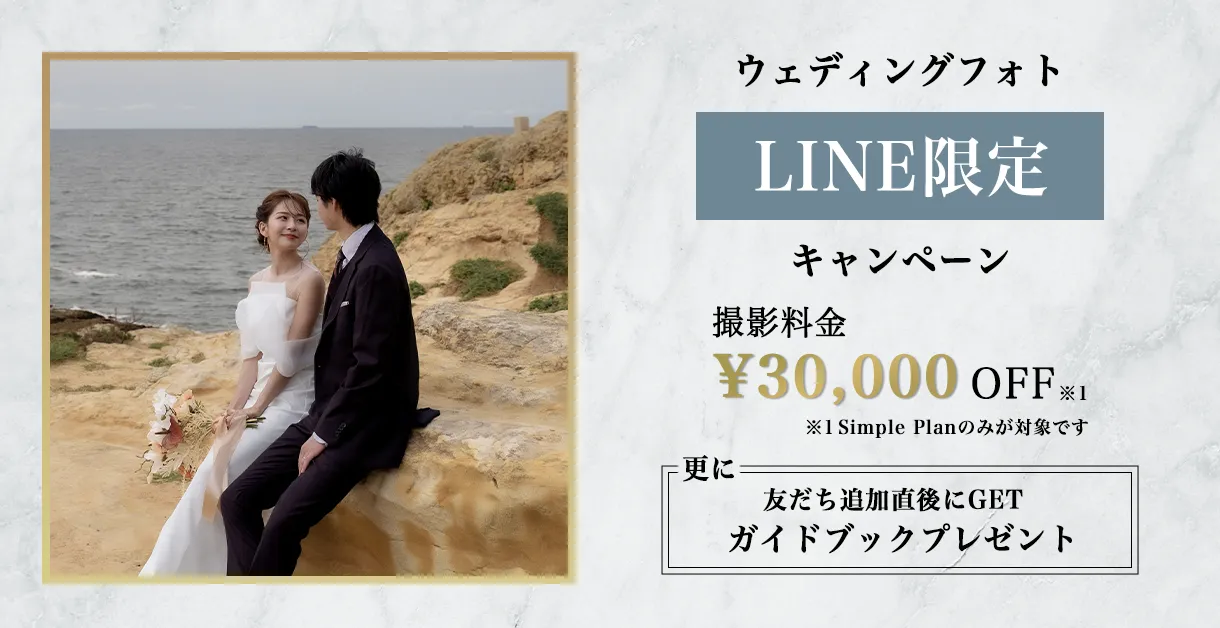 ウェディングフォト
LINE限定
キャンペーン
撮影料金
¥30,000 OFF※1
※1 Simple Planのみが対象です
更に
友だち追加直後にGET
ガイドブックプレゼント